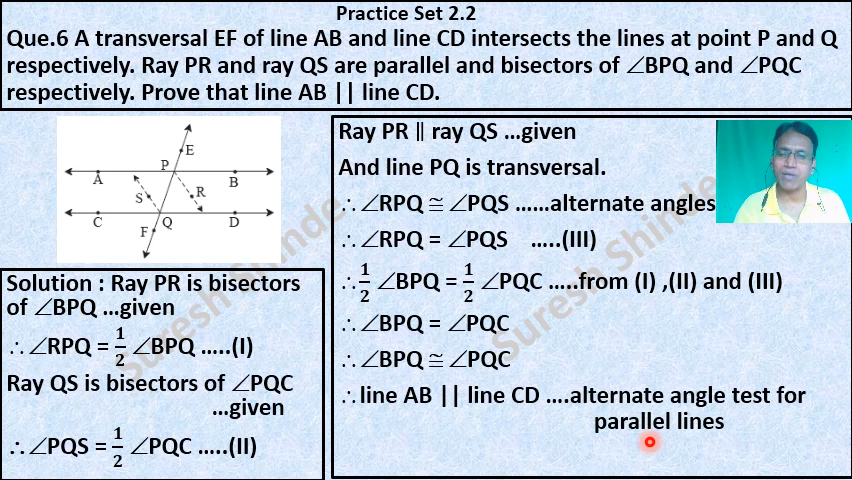 Practice Set 2.2
Que.6 A transversal EF of line AB and line CD intersects the lines at point P and Q
respectively. Ray PR and ray QS are parallel and bisectors of ∠BPQ and ∠PQC
respectively. Prove that line AB || line CD.
E
P
A
B
S
R
C
Q
D
F
Solution : Ray PR is bisectors
of ∠BPQ ...given
∴ ∠RPQ = 1/2 ∠BPQ .....(I)
Ray QS is bisectors of ∠PQC
...given
∴ ∠PQS = 1/2 ∠PQC .....(II)
Ray PR ∥ ray QS ...given
And line PQ is transversal.
∴ ∠RPQ ≅ ∠PQS ......alternate angles
∴ ∠RPQ = ∠PQS .....(III)
∴ 1/2 ∠BPQ = 1/2 ∠PQC .....from (I) ,(II) and (III)
∴ ∠BPQ = ∠PQC
∴ ∠BPQ ≅ ∠PQC
∴ line AB || line CD ....alternate angle test for
parallel lines
Suresh Shinde
Suresh Shinde